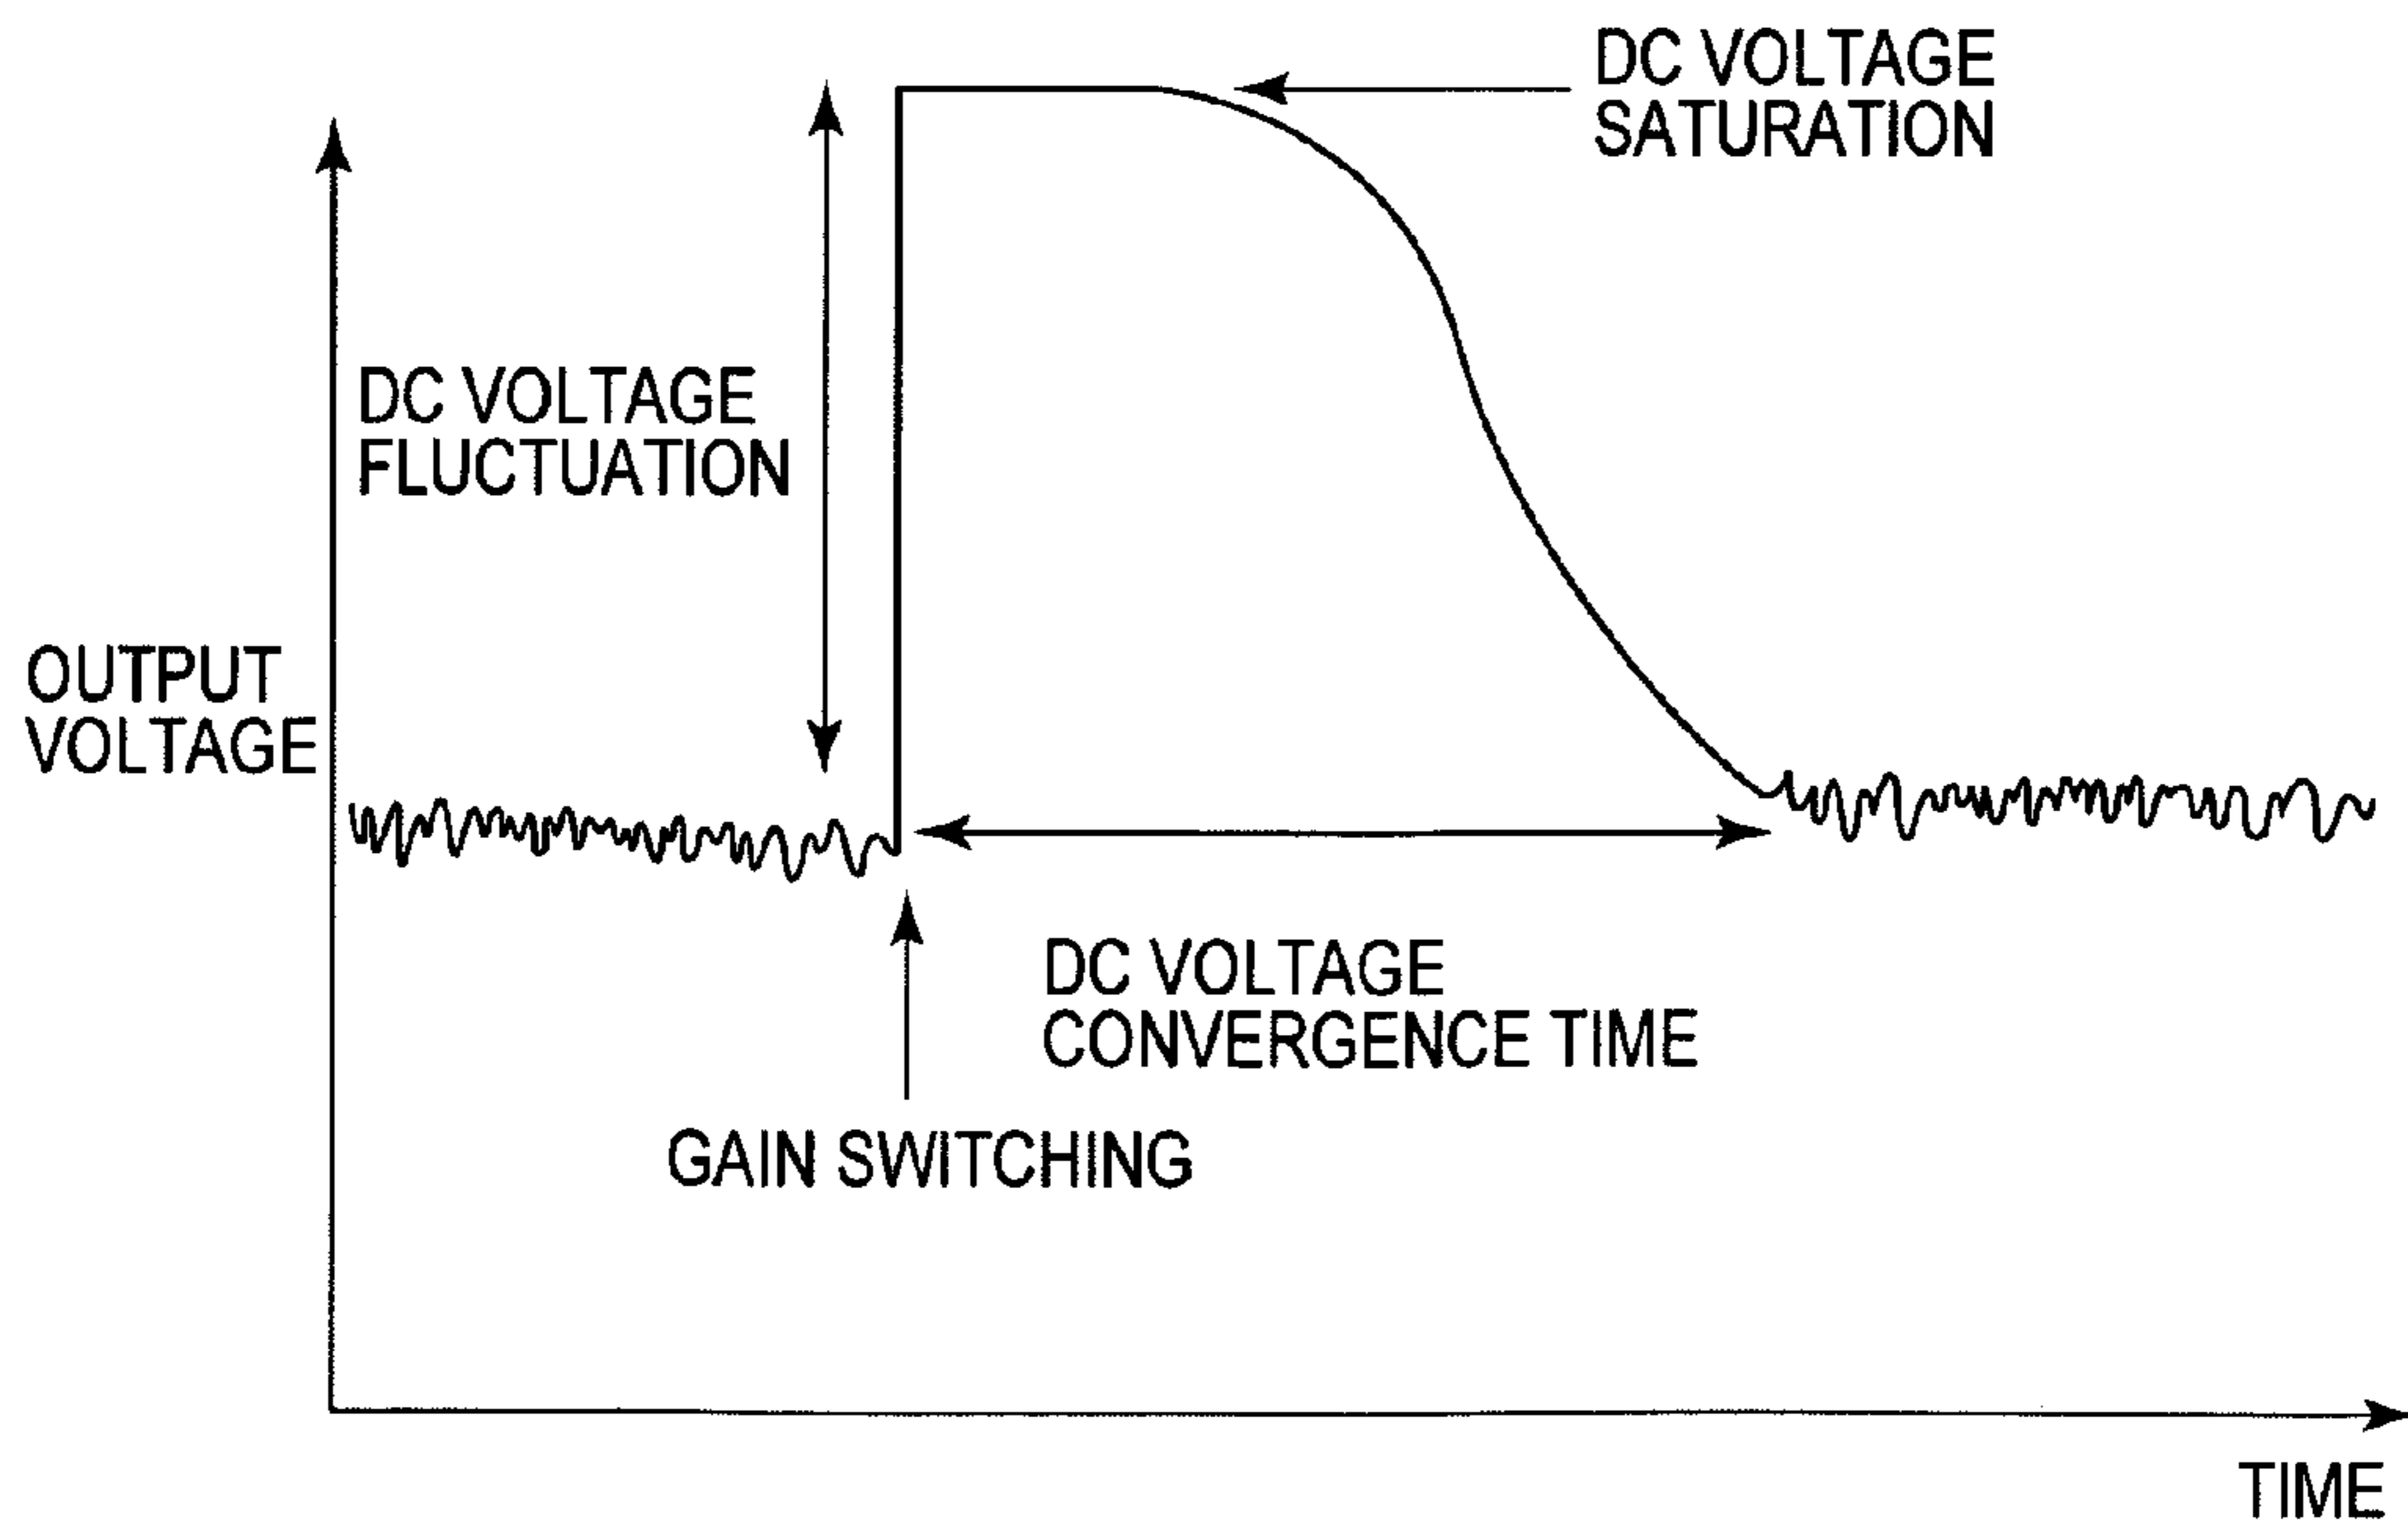 DC VOLTAGE
SATURATION
DC VOLTAGE
FLUCTUATION
OUTPUT
VOLTAGE
DC VOLTAGE
CONVERGENCE TIME
GAIN SWITCHING
TIME